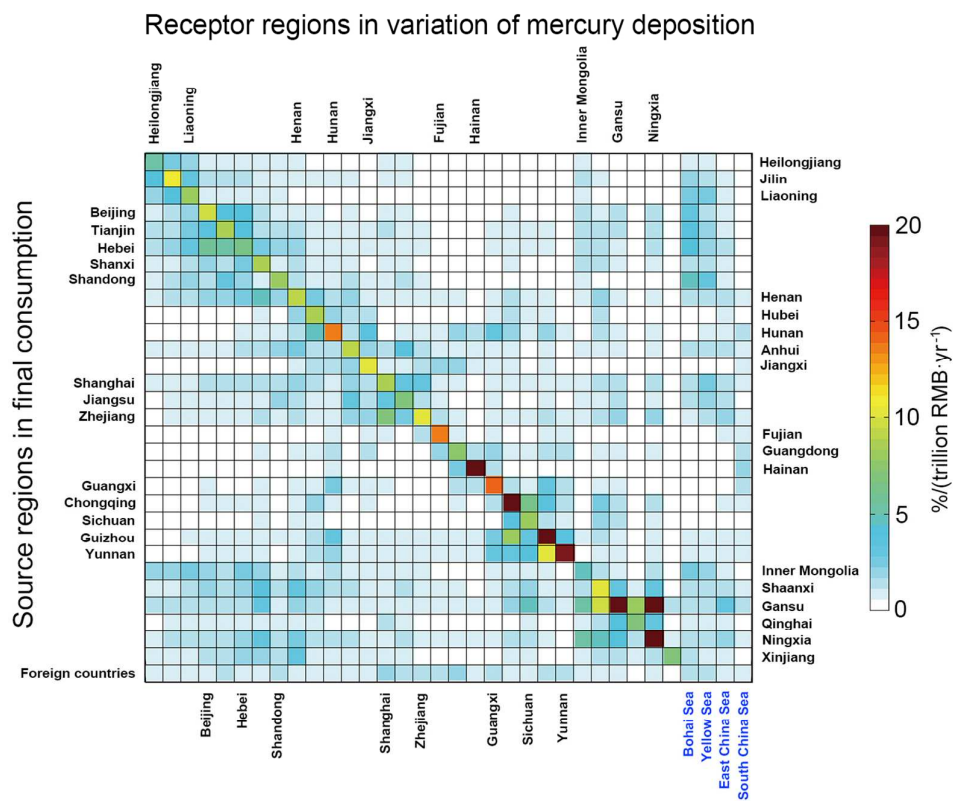 Receptor regions in variation of mercury deposition
Heilongjiang
Liaoning
Henan
Hunan
Jiangxi
Fujian
Hainan
Inner Mongolia
Gansu
Ningxia
Source regions in final consumption
Beijing
Tianjin
Hebei
Shanxi
Shandong
Shanghai
Jiangsu
Zhejiang
Guangxi
Chongqing
Sichuan
Guizhou
Yunnan
Foreign countries
Heilongjiang
Jilin
Liaoning
Henan
Hubei
Hunan
Anhui
Jiangxi
Fujian
Guangdong
Hainan
Inner Mongolia
Shaanxi
Gansu
Qinghai
Ningxia
Xinjiang
20
15
10
5
0
%/(trillion RMB·yr⁻¹)
Beijing
Hebei
Shandong
Shanghai
Zhejiang
Guangxi
Sichuan
Yunnan
Bohai Sea
Yellow Sea
East China Sea
South China Sea